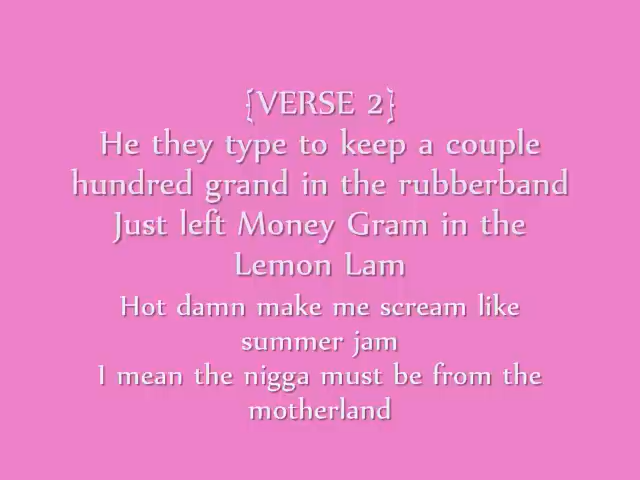 {VERSE 2}
He they type to keep a couple
hundred grand in the rubberband
Just left Money Gram in the
Lemon Lam
Hot damn make me scream like
summer jam
I mean the nigga must be from the
motherland